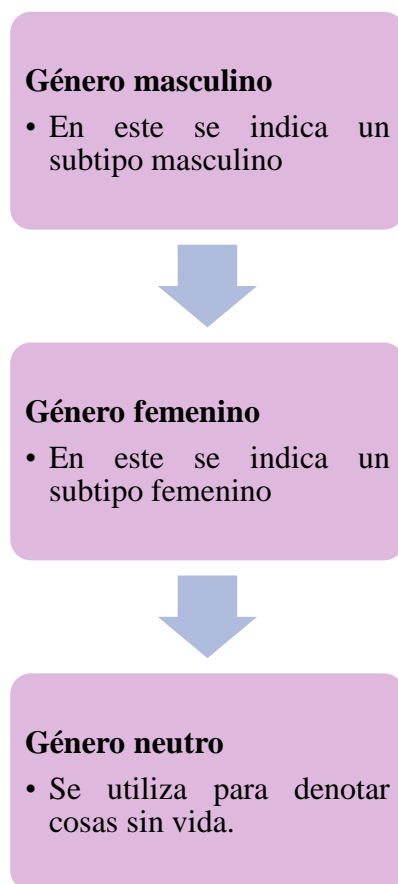 Género masculino
• En este se indica un
subtipo masculino
Género femenino
• En este se indica un
subtipo femenino
Género neutro
• Se utiliza para denotar
cosas sin vida.